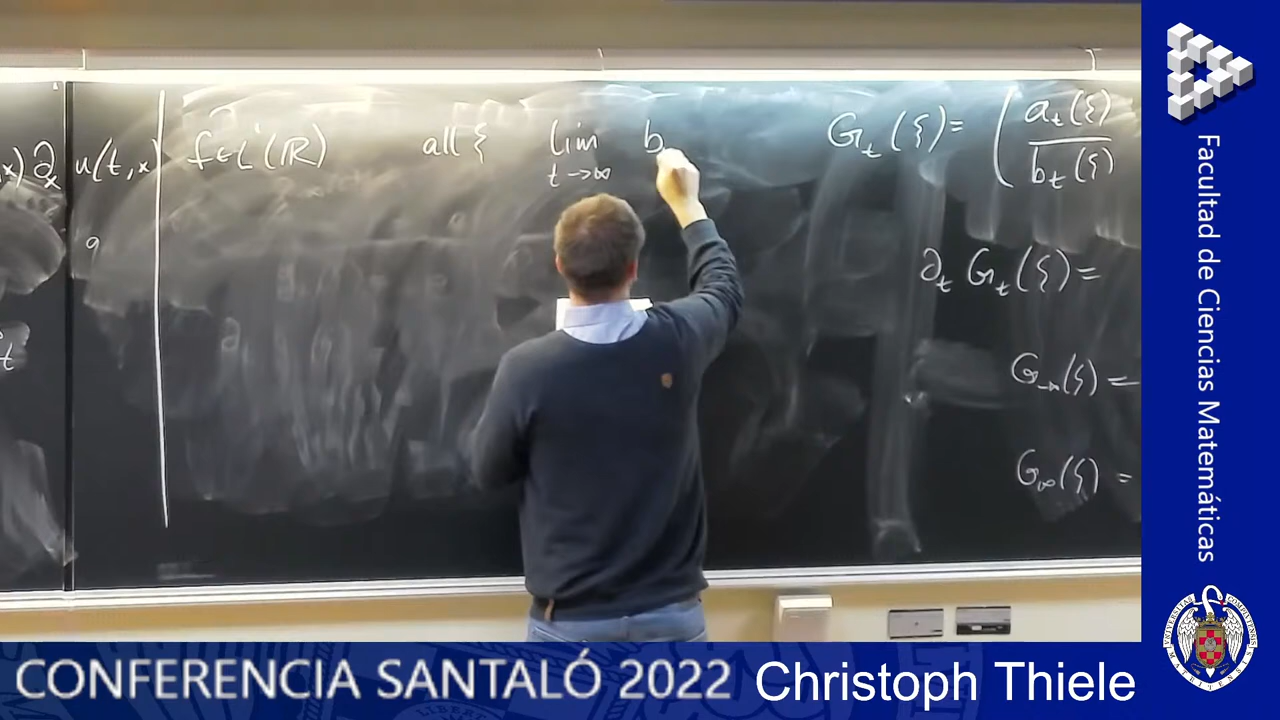 x) ∂ₓ u(t,x)
f ∈ L¹(ℝ) all ξ lim b
t→∞
G_t(ξ) = ( a_t(ξ)
b_t(ξ)
∂_t G_t(ξ) =
G_{-∞}(ξ) =
G_∞(ξ) =
Facultad de Ciencias Matemáticas
CONFERENCIA SANTALÓ 2022 Christoph Thiele